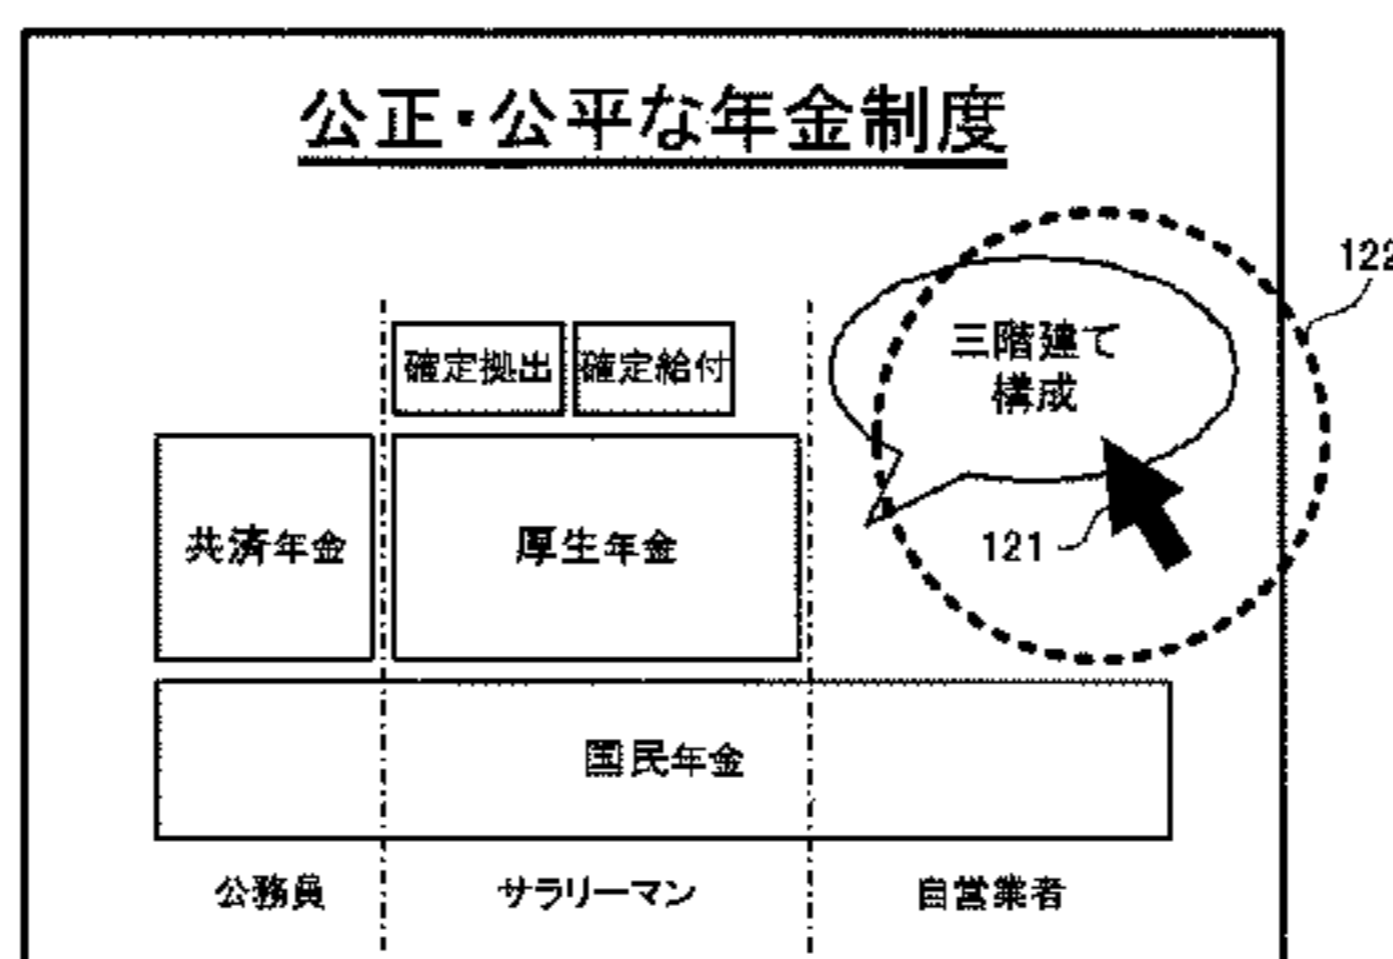 公正・公平な年金制度
122
三階建て
構成
確定拠出
確定給付
共済年金
厚生年金
121
国民年金
公務員
サラリーマン
自営業者